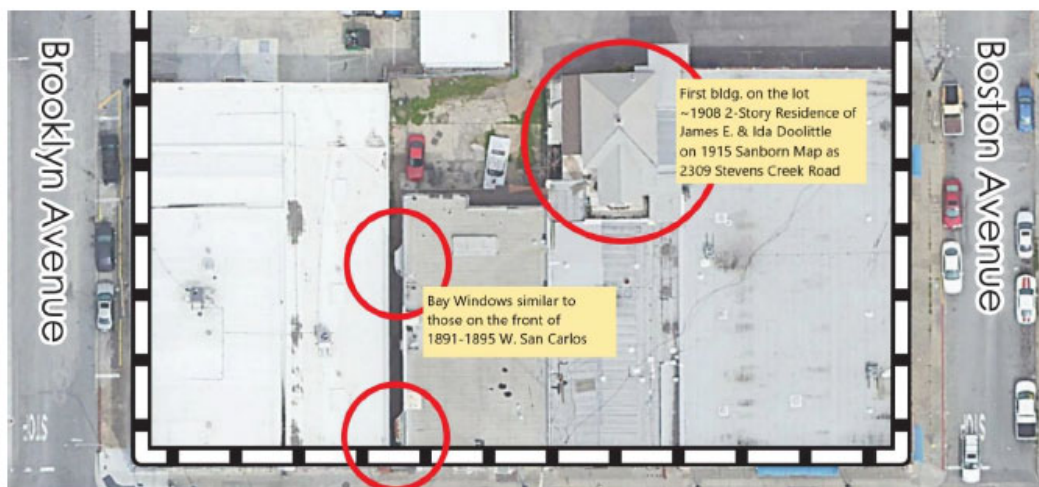 Brooklyn Avenue
Boston Avenue
First bldg. on the lot
~1908 2-Story Residence of
James E. & Ida Doolittle
on 1915 Sanborn Map as
2309 Stevens Creek Road
Bay Windows similar to
those on the front of
1891-1895 W. San Carlos
STOP